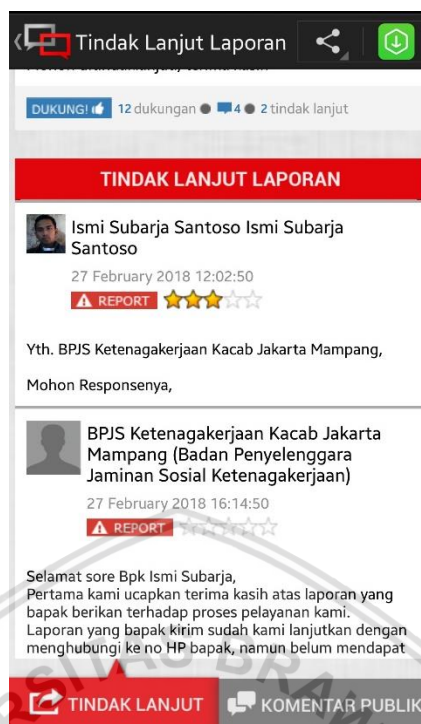 Tindak Lanjut Laporan
DUKUNG! 12 dukungan ● 4 ● 2 tindak lanjut
TINDAK LANJUT LAPORAN
Ismi Subarja Santoso Ismi Subarja
Santoso
27 February 2018 12:02:50
REPORT
Yth. BPJS Ketenagakerjaan Kacab Jakarta Mampang,
Mohon Responsenya,
BPJS Ketenagakerjaan Kacab Jakarta
Mampang (Badan Penyelenggara
Jaminan Sosial Ketenagakerjaan)
27 February 2018 16:14:50
REPORT
Selamat sore Bpk Ismi Subarja,
Pertama kami ucapkan terima kasih atas laporan yang
bapak berikan terhadap proses pelayanan kami.
Laporan yang bapak kirim sudah kami lanjutkan dengan
menghubungi ke no HP bapak, namun belum mendapat
TINDAK LANJUT
KOMENTAR PUBLIK